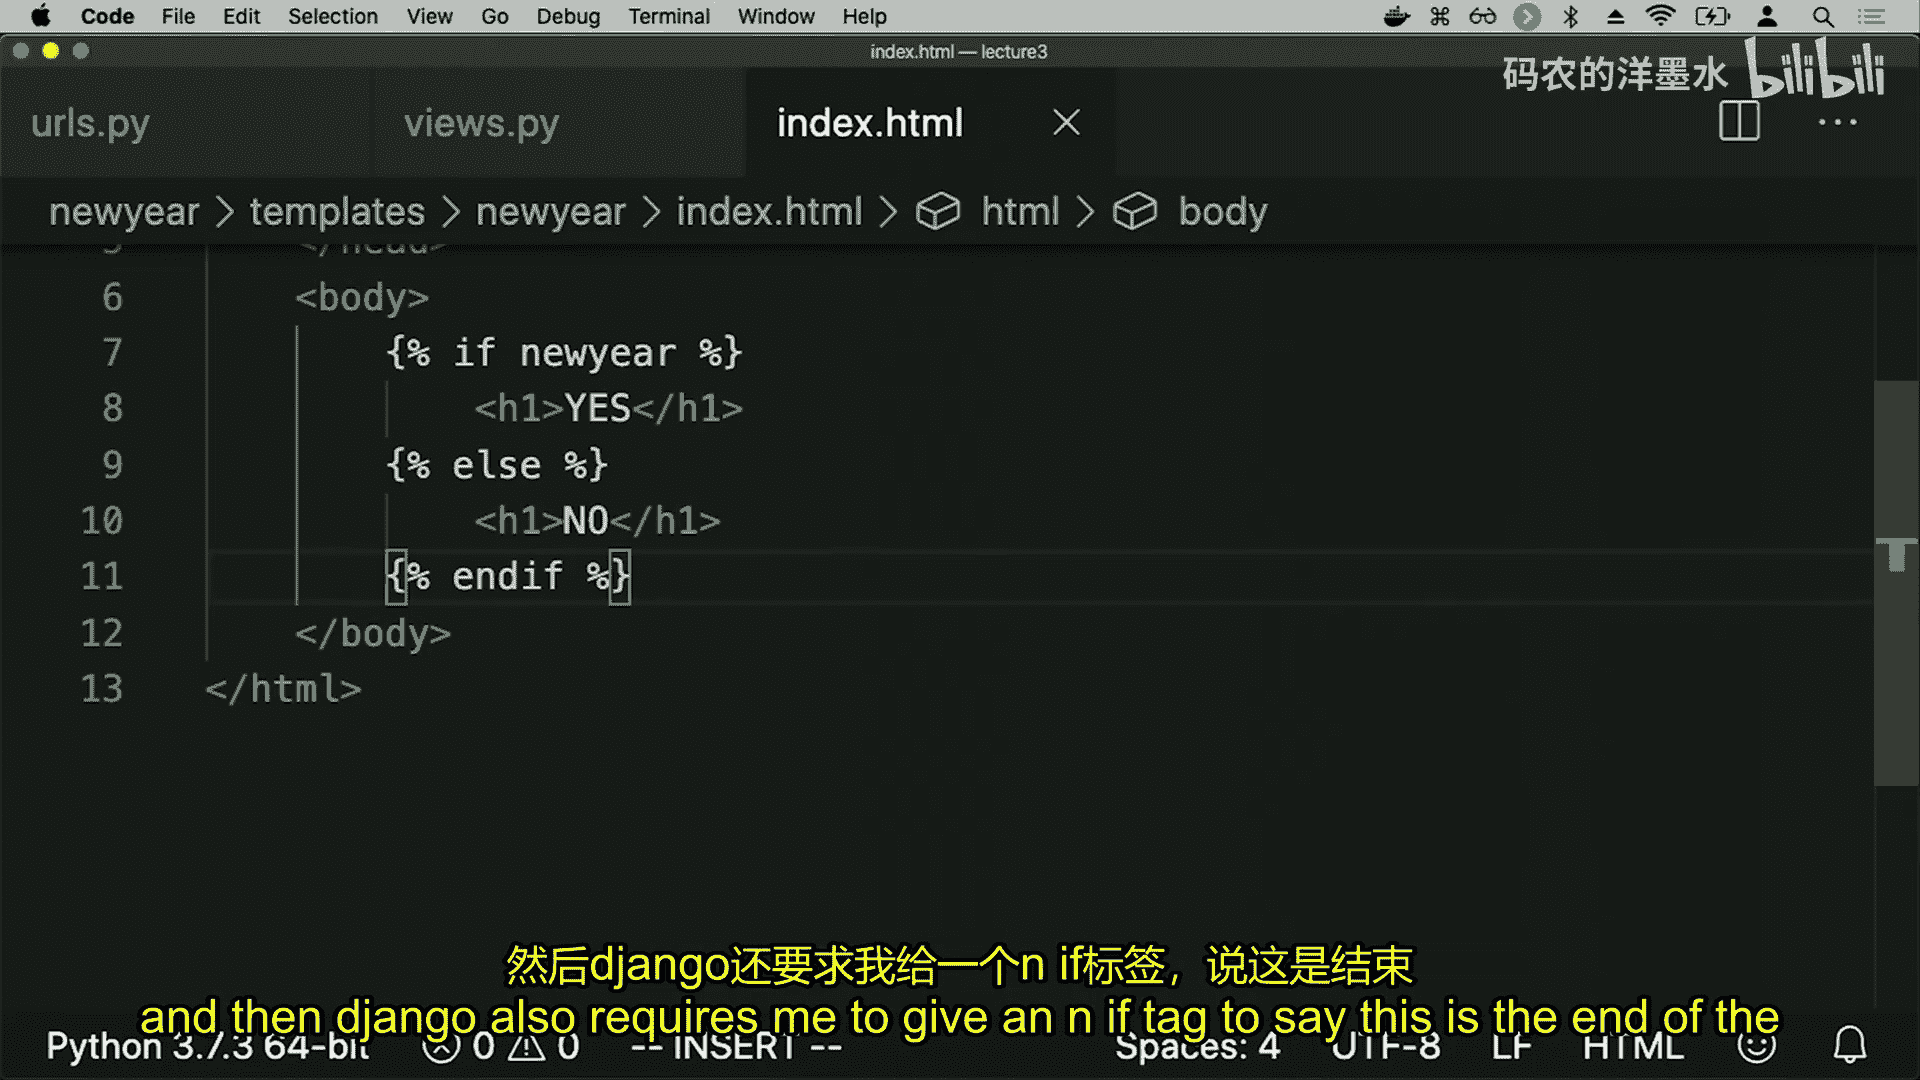 Code File Edit Selection View Go Debug Terminal Window Help
index.html — lecture3
码农的洋墨水 bilibili
urls.py views.py index.html
newyear > templates > newyear > index.html > html > body
5 </head>
6 <body>
7 {% if newyear %}
8 <h1>YES</h1>
9 {% else %}
10 <h1>NO</h1>
11 {% endif %}
12 </body>
13 </html>
然后django还要求我给一个n if标签，说这是结束
and then django also requires me to give an n if tag to say this is the end of the
Python 3.7.3 64-bit 0 0 -- INSERT -- Spaces: 4 UTF-8 LF HTML